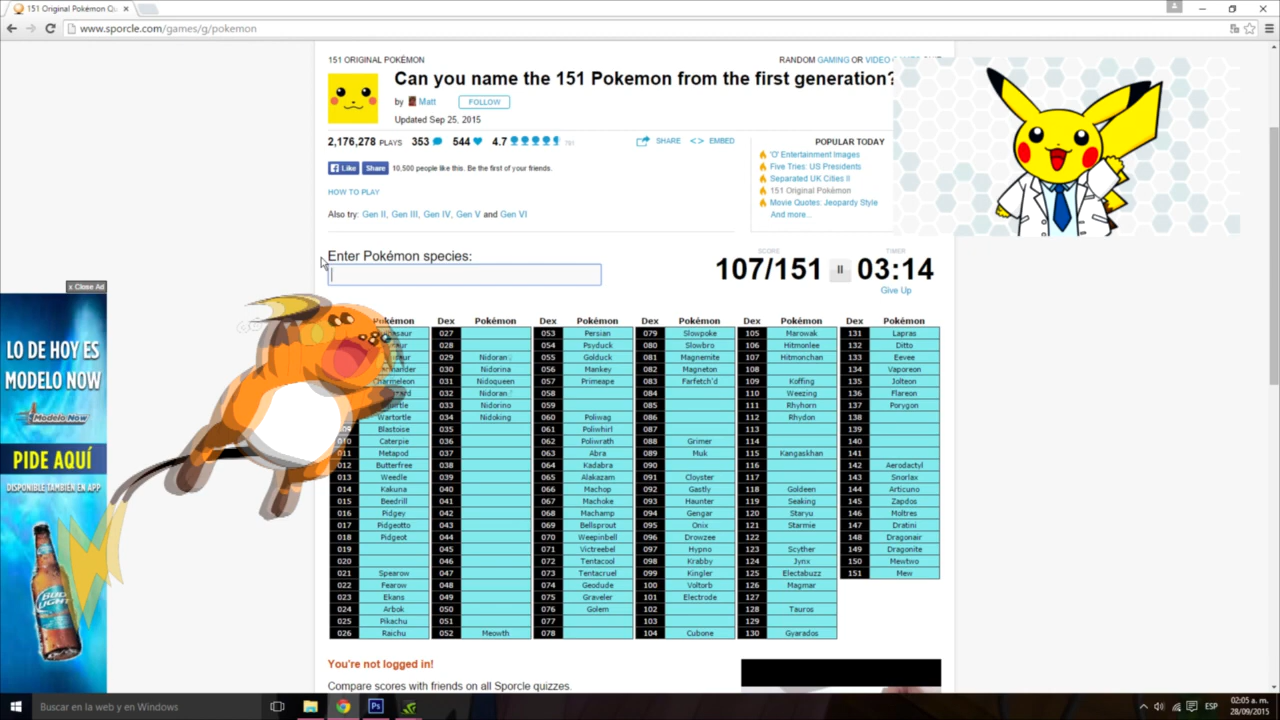 151 Original Pokémon Qu
www.sporcle.com/games/g/pokemon
151 ORIGINAL POKÉMON
RANDOM GAMING OR VIDEO
Can you name the 151 Pokemon from the first generation?
by Matt FOLLOW
Updated Sep 25, 2015
2,176,278 PLAYS 353 544 4.7
SHARE <> EMBED
Like Share 10,500 people like this. Be the first of your friends.
HOW TO PLAY
Also try: Gen II, Gen III, Gen IV, Gen V and Gen VI
POPULAR TODAY
'O' Entertainment Images
Five Tries: US Presidents
Separated UK Cities II
151 Original Pokémon
Movie Quotes: Jeopardy Style
And more...
Enter Pokémon species:
SCORE TIMER
107/151 03:14
Give Up
x Close Ad
LO DE HOY ES
MODELO NOW
Modelo Now
PIDE AQUÍ
DISPONIBLE TAMBIÉN EN APP
BUD LIGHT
Pokémon Dex Pokémon Dex Pokémon Dex Pokémon Dex Pokémon Dex Pokémon
027 053 Persian 079 Slowpoke 105 Marowak 131 Lapras
028 054 Psyduck 080 Slowbro 106 Hitmonlee 132 Ditto
029 Nidoran 055 Golduck 081 Magnemite 107 Hitmonchan 133 Eevee
030 Nidorina 056 Mankey 082 Magneton 108 134 Vaporeon
Charmeleon 031 Nidoqueen 057 Primeape 083 Farfetch'd 109 Koffing 135 Jolteon
032 Nidoran 058 084 110 Weezing 136 Flareon
033 Nidorino 059 085 111 Rhyhorn 137 Porygon
Wartortle 034 Nidoking 060 Poliwag 086 112 Rhydon 138
Blastoise 035 061 Poliwhirl 087 113 139
010 Caterpie 036 062 Poliwrath 088 Grimer 114 140
011 Metapod 037 063 Abra 089 Muk 115 Kangaskhan 141
012 Butterfree 038 064 Kadabra 090 116 142 Aerodactyl
013 Weedle 039 065 Alakazam 091 Cloyster 117 143 Snorlax
014 Kakuna 040 066 Machop 092 Gastly 118 Goldeen 144 Articuno
015 Beedrill 041 067 Machoke 093 Haunter 119 Seaking 145 Zapdos
016 Pidgey 042 068 Machamp 094 Gengar 120 Staryu 146 Moltres
017 Pidgeotto 043 069 Bellsprout 095 Onix 121 Starmie 147 Dratini
018 Pidgeot 044 070 Weepinbell 096 Drowzee 122 148 Dragonair
019 045 071 Victreebel 097 Hypno 123 Scyther 149 Dragonite
020 046 072 Tentacool 098 Krabby 124 Jynx 150 Mewtwo
021 Spearow 047 073 Tentacruel 099 Kingler 125 Electabuzz 151 Mew
022 Fearow 048 074 Geodude 100 Voltorb 126 Magmar
023 Ekans 049 075 Graveler 101 Electrode 127
024 Arbok 050 076 Golem 102 128 Tauros
025 Pikachu 051 077 103 129
026 Raichu 052 Meowth 078 104 Cubone 130 Gyarados
You're not logged in!
Compare scores with friends on all Sporcle quizzes.
Buscar en la web y en Windows
ESP
02:05 a. m.
28/09/2015